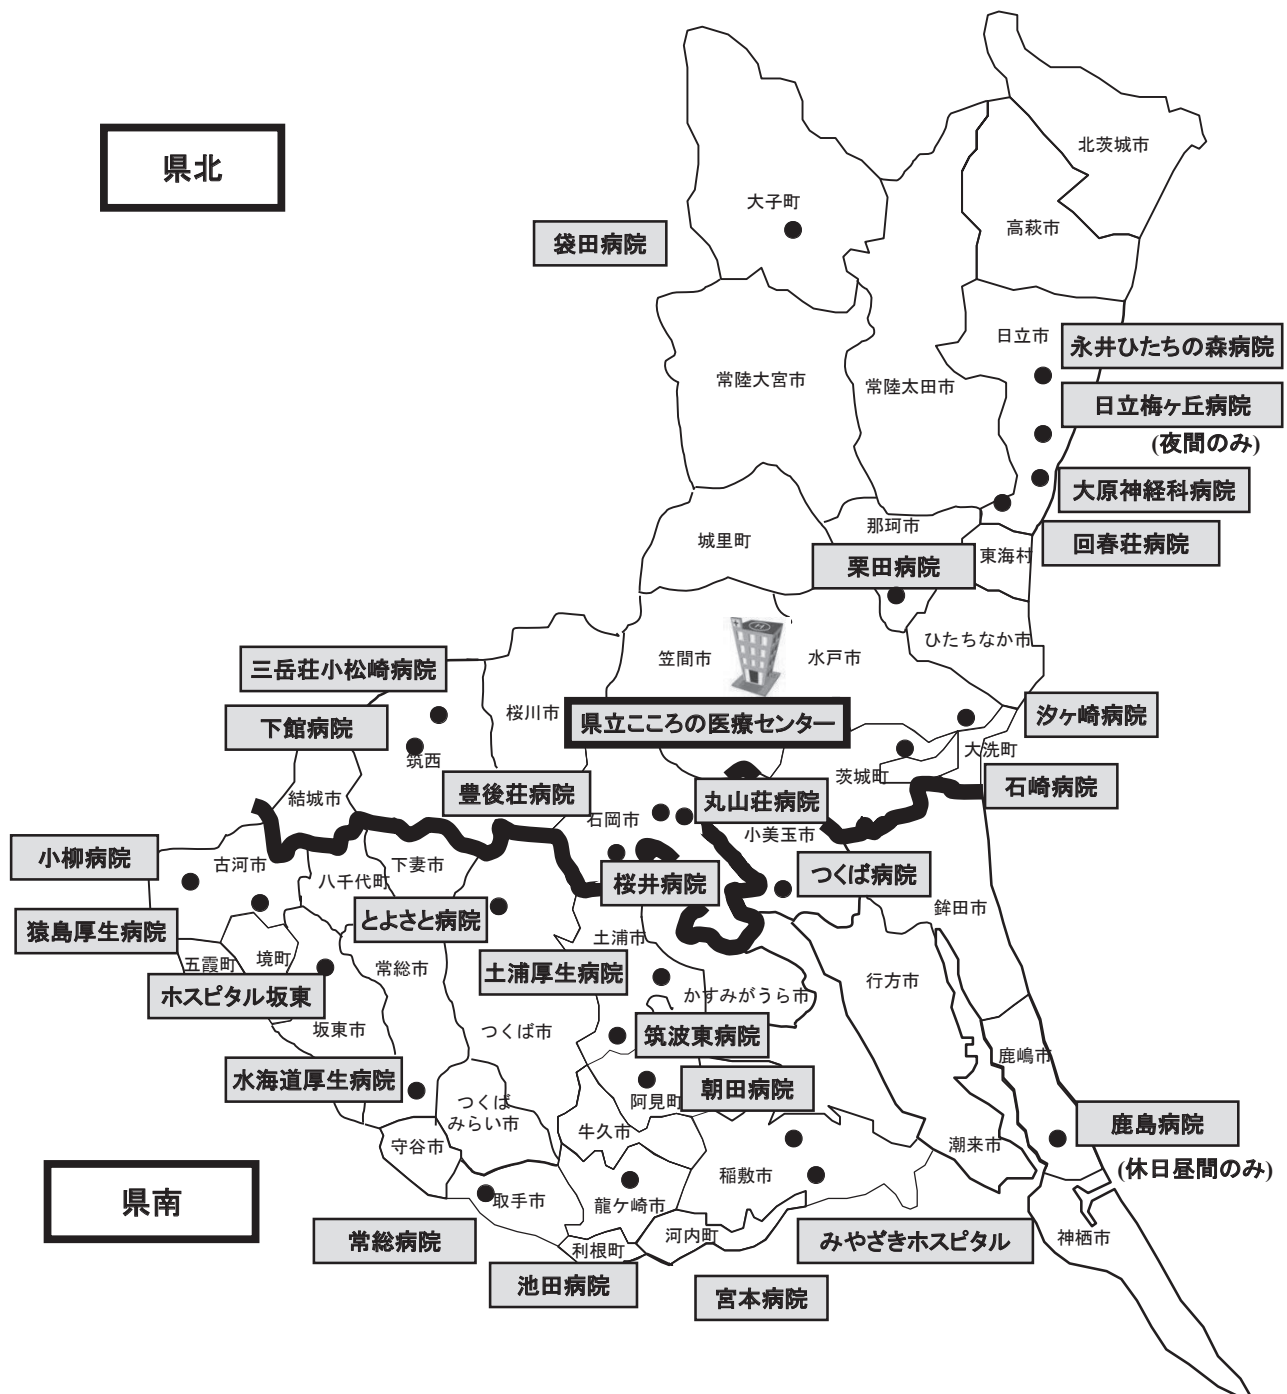 北茨城市
県北
大子町
高萩市
袋田病院
日立市
永井ひたちの森病院
常陸大宮市
常陸太田市
日立梅ヶ丘病院
(夜間のみ)
大原神経科病院
那珂市
城里町
回春荘病院
東海村
栗田病院
ひたちなか市
笠間市
水戸市
三岳荘小松崎病院
桜川市
県立こころの医療センター
汐ヶ崎病院
下館病院
大洗町
筑西
茨城町
石崎病院
豊後荘病院
丸山荘病院
結城市
石岡市
小美玉市
小柳病院
古河市
下妻市
つくば病院
八千代町
桜井病院
鉾田市
とよさと病院
猿島厚生病院
土浦市
境町
五霞町
常総市
土浦厚生病院
行方市
かすみがうら市
ホスピタル坂東
坂東市
つくば市
筑波東病院
鹿嶋市
水海道厚生病院
朝田病院
つくば
みらい市
阿見町
鹿島病院
牛久市
守谷市
潮来市
(休日昼間のみ)
稲敷市
県南
取手市
龍ケ崎市
常総病院
利根町
河内町
みやざきホスピタル
神栖市
池田病院
宮本病院